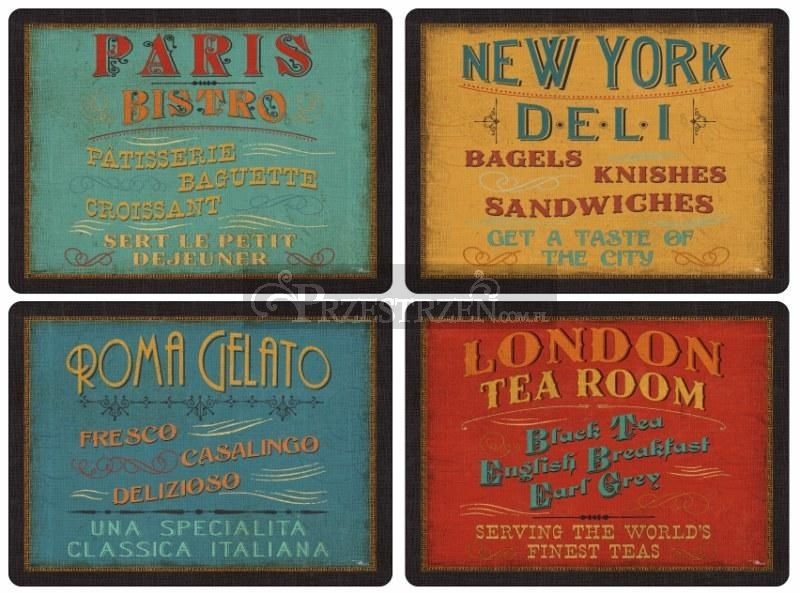 PARIS
BISTRO
PÂTISSERIE
BAGUETTE
CROISSANT
SERT LE PETIT
DEJEUNER
NEW YORK
D·E·L·I
BAGELS
KNISHES
SANDWICHES
GET A TASTE OF
THE CITY
PRZESTRZEN.COM.PL
ROMA GELATO
FRESCO
CASALINGO
DELIZIOSO
UNA SPECIALITA
CLASSICA ITALIANA
LONDON
TEA ROOM
Black Tea
English Breakfast
Earl Grey
SERVING THE WORLD'S
FINEST TEAS